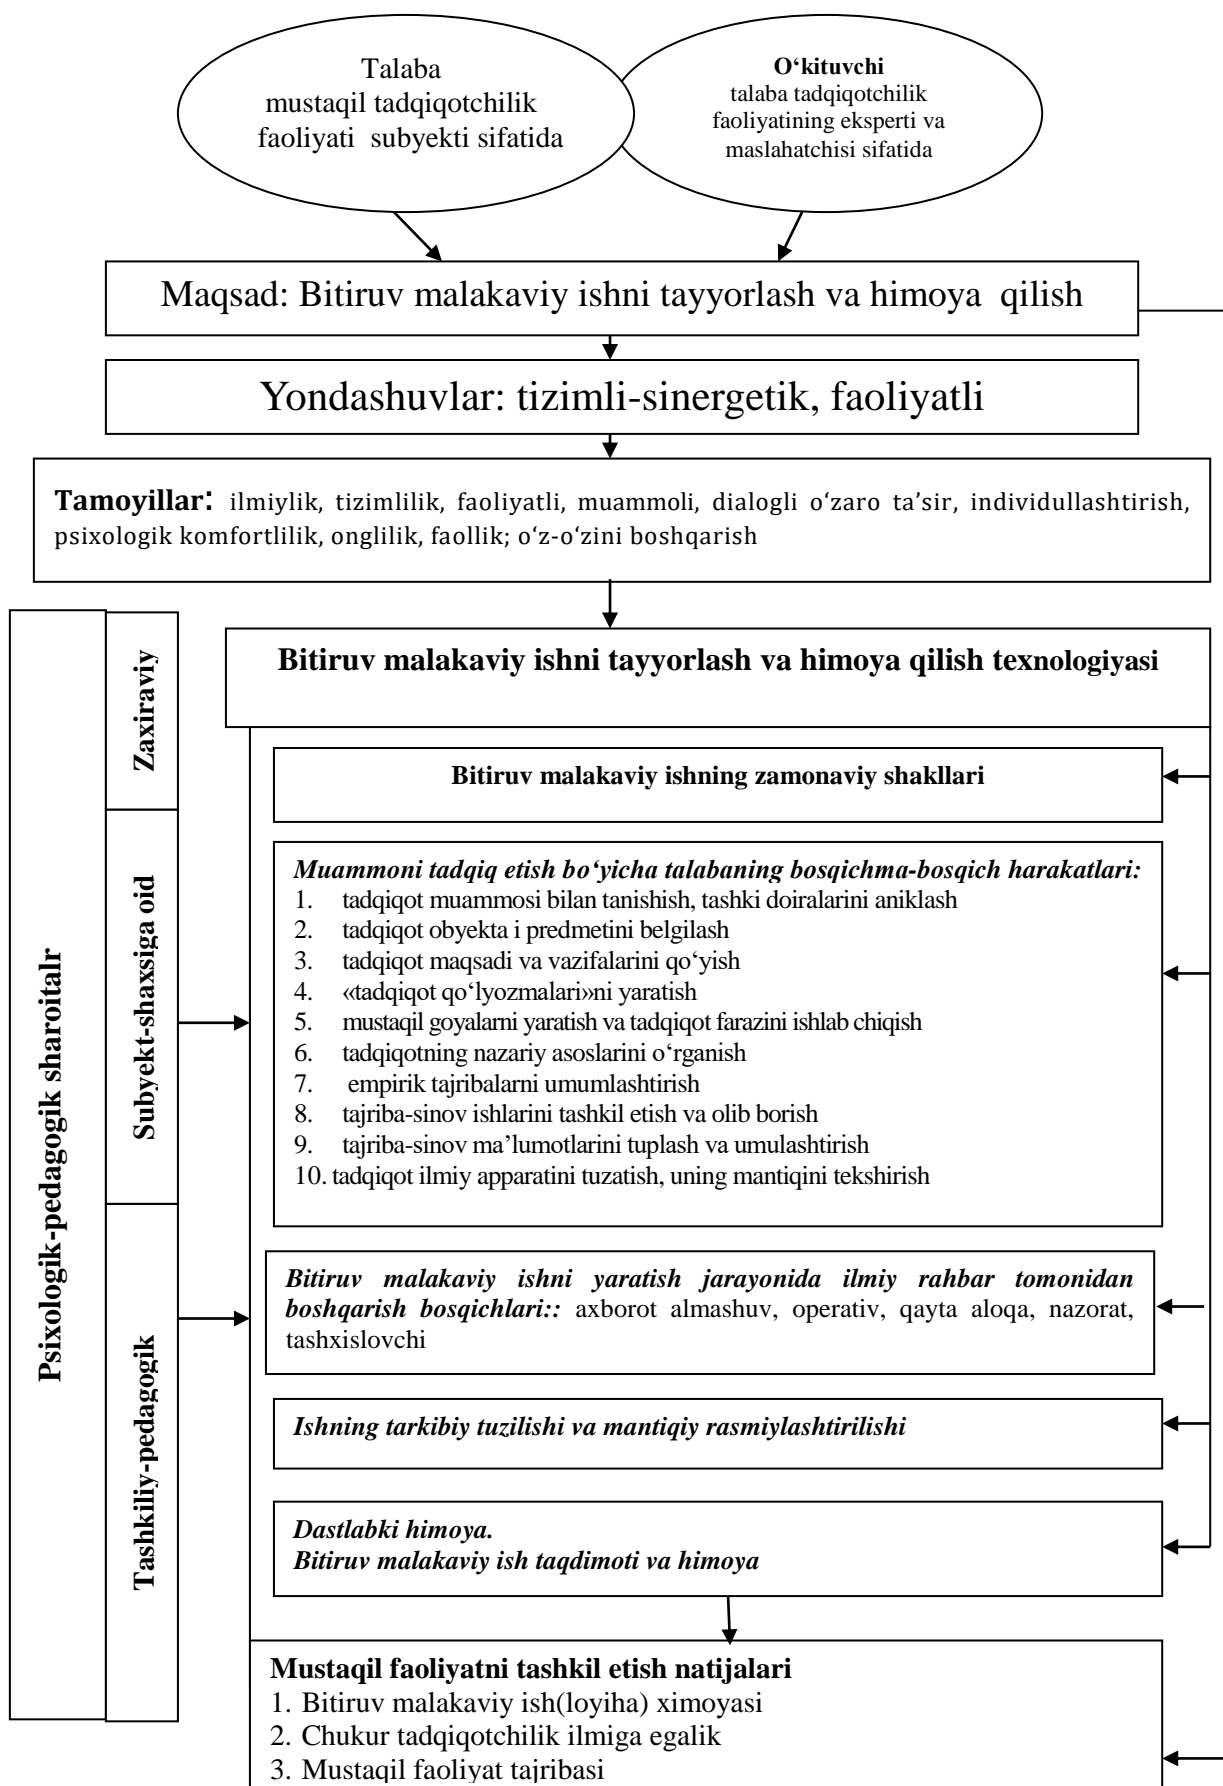 Talaba
mustaqil tadqiqotchilik
faoliyati subyekti sifatida
O‘kituvchi
talaba tadqiqotchilik
faoliyatining eksperti va
maslahatchisi sifatida
Maqsad: Bitiruv malakaviy ishni tayyorlash va himoya qilish
Yondashuvlar: tizimli-sinergetik, faoliyatli
Tamoyillar: ilmiylik, tizimlilik, faoliyatli, muammoli, dialogli o‘zaro ta’sir, individullashtirish,
psixologik komfortlilik, onglilik, faollik; o‘z-o‘zini boshqarish
Psixologik-pedagogik sharoitalr
Zaxiraviy
Subyekt-shaxsiga oid
Tashkiliy-pedagogik
Bitiruv malakaviy ishni tayyorlash va himoya qilish texnologiyasi
Bitiruv malakaviy ishning zamonaviy shakllari
Muammoni tadqiq etish bo‘yicha talabaning bosqichma-bosqich harakatlari:
1. tadqiqot muammosi bilan tanishish, tashki doiralarini aniklash
2. tadqiqot obyekta i predmetini belgilash
3. tadqiqot maqsadi va vazifalarini qo‘yish
4. «tadqiqot qo‘lyozmalari»ni yaratish
5. mustaqil goyalarni yaratish va tadqiqot farazini ishlab chiqish
6. tadqiqotning nazariy asoslarini o‘rganish
7. empirik tajribalarni umumlashtirish
8. tajriba-sinov ishlarini tashkil etish va olib borish
9. tajriba-sinov ma’lumotlarini tuplash va umulashtirish
10. tadqiqot ilmiy apparatini tuzatish, uning mantiqini tekshirish
Bitiruv malakaviy ishni yaratish jarayonida ilmiy rahbar tomonidan
boshqarish bosqichlari:: axborot almashuv, operativ, qayta aloqa, nazorat,
tashxislovchi
Ishning tarkibiy tuzilishi va mantiqiy rasmiylashtirilishi
Dastlabki himoya.
Bitiruv malakaviy ish taqdimoti va himoya
Mustaqil faoliyatni tashkil etish natijalari
1. Bitiruv malakaviy ish(loyiha) ximoyasi
2. Chukur tadqiqotchilik ilmiga egalik
3. Mustaqil faoliyat tajribasi